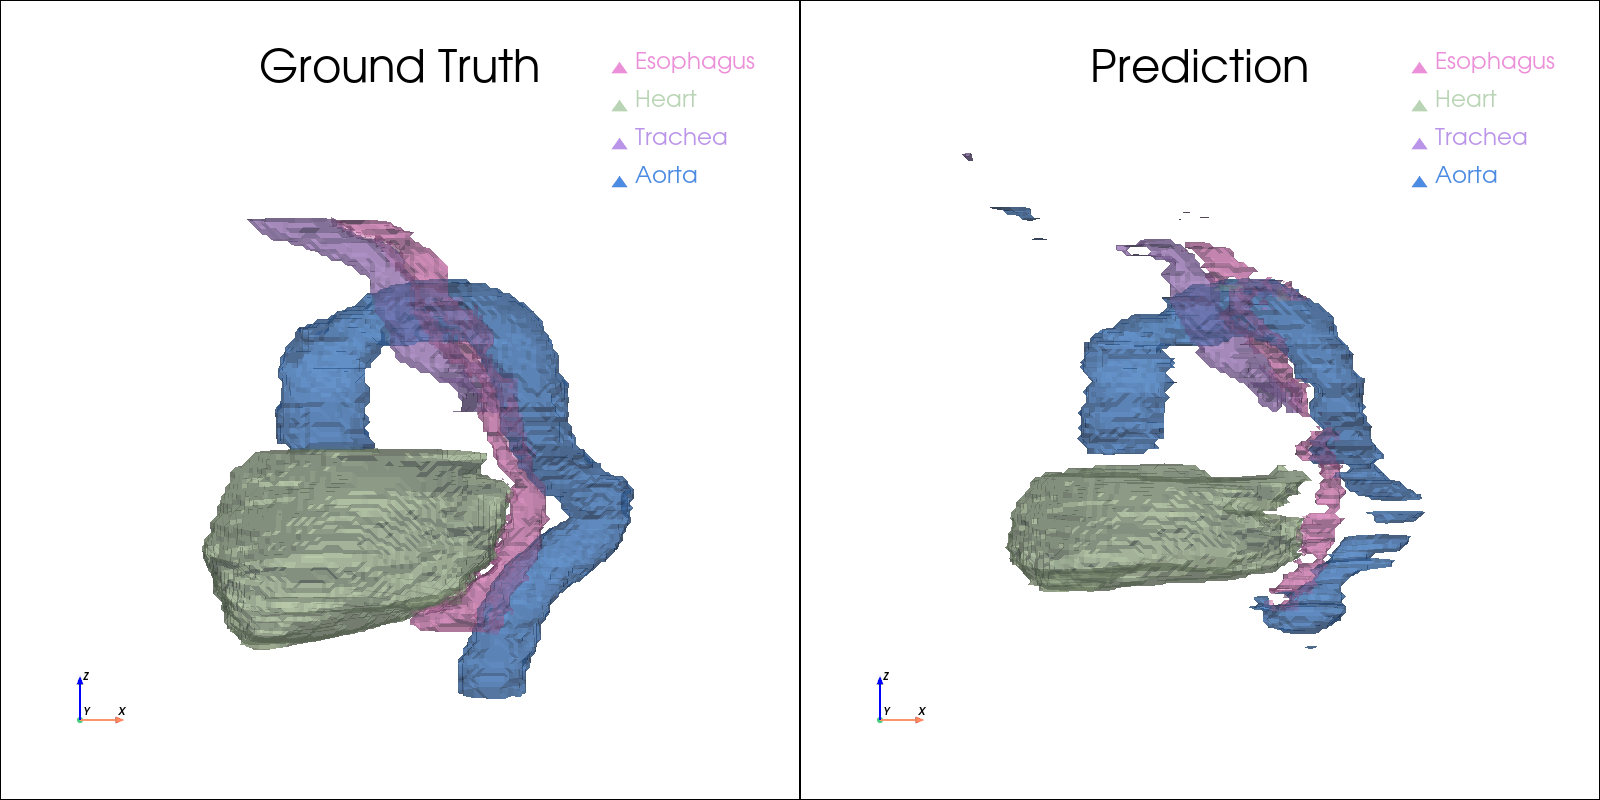 Ground Truth
Esophagus
Heart
Trachea
Aorta
Z
Y X
Prediction
Esophagus
Heart
Trachea
Aorta
Z
Y X